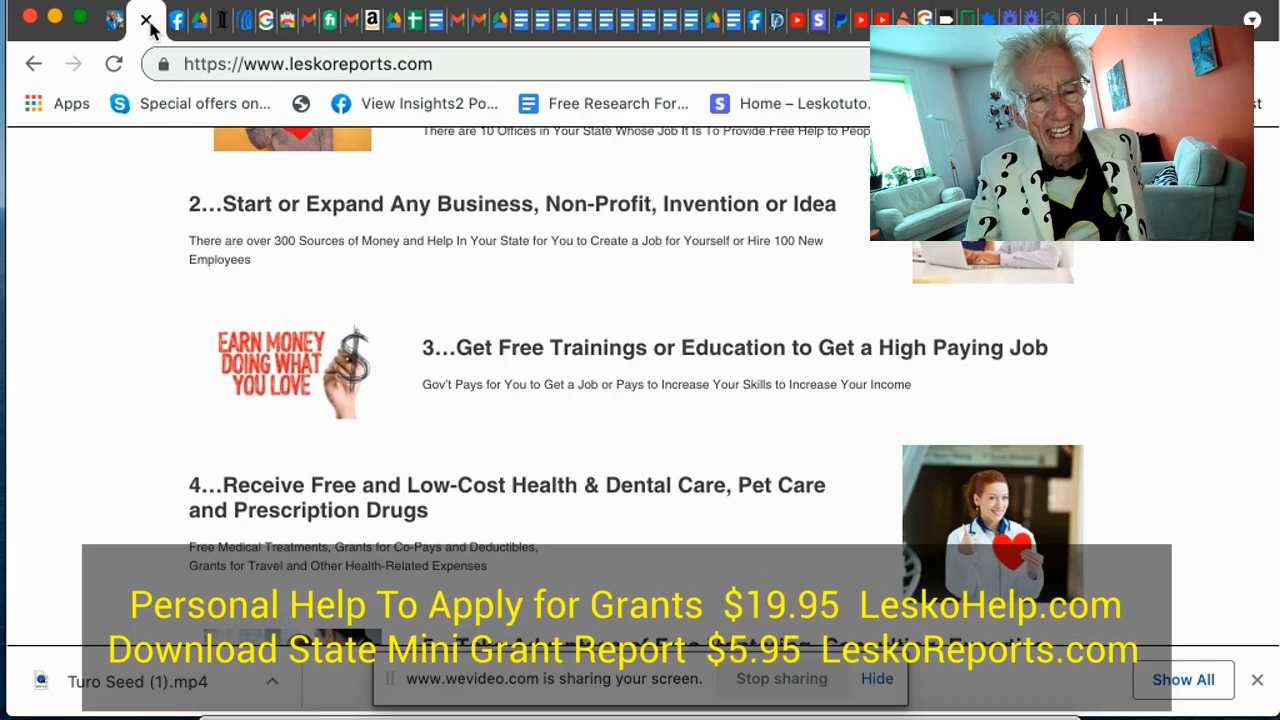 https://www.leskoreports.com
Apps
Special offers on...
View Insights2 Po...
Free Research For...
Home – Leskotuto.
There are 10 Offices in Your State Whose Job It Is To Provide Free Help to Peop
2...Start or Expand Any Business, Non-Profit, Invention or Idea
There are over 300 Sources of Money and Help In Your State for You to Create a Job for Yourself or Hire 100 New
Employees
EARN MONEY
DOING WHAT
YOU LOVE
$
3...Get Free Trainings or Education to Get a High Paying Job
Gov't Pays for You to Get a Job or Pays to Increase Your Skills to Increase Your Income
4...Receive Free and Low-Cost Health & Dental Care, Pet Care
and Prescription Drugs
Free Medical Treatments, Grants for Co-Pays and Deductibles,
Grants for Travel and Other Health-Related Expenses
Personal Help To Apply for Grants $19.95 LeskoHelp.com
Download State Mini Grant Report $5.95 LeskoReports.com
Turo Seed (1).mp4
www.wevideo.com is sharing your screen.
Stop sharing
Hide
Show All